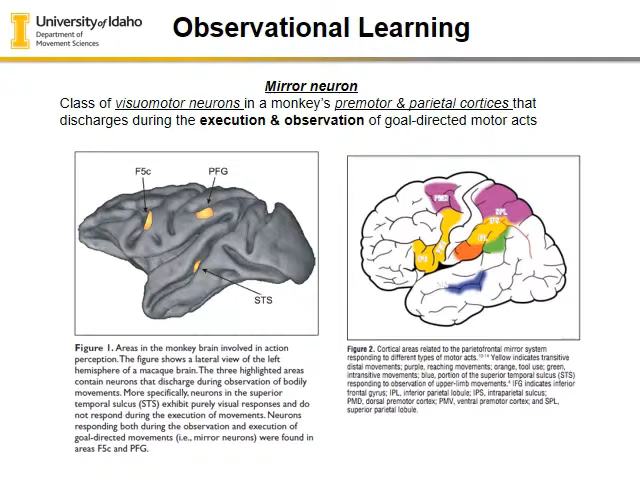 University of Idaho
Department of
Movement Sciences
Observational Learning
Mirror neuron
Class of visuomotor neurons in a monkey's premotor & parietal cortices that
discharges during the execution & observation of goal-directed motor acts
F5c
PFG
STS
Figure 1. Areas in the monkey brain involved in action
perception. The figure shows a lateral view of the left
hemisphere of a macaque brain. The three highlighted areas
contain neurons that discharge during observation of bodily
movements. More specifically, neurons in the superior
temporal sulcus (STS) exhibit purely visual responses and do
not respond during the execution of movements. Neurons
responding both during the observation and execution of
goal-directed movements (i.e., mirror neurons) were found in
areas F5c and PFG.
PMD
SPL
IPS
IPL
PMV
IFG
Figure 2. Cortical areas related to the parietofrontal mirror system
responding to different types of motor acts. Yellow indicates transitive
distal movements; purple, reaching movements; orange, tool use; green,
intransitive movements; blue, portion of the superior temporal sulcus (STS)
responding to observation of upper-limb movements. IFG indicates inferior
frontal gyrus; IPL, inferior parietal lobule; IPS, intraparietal sulcus;
PMD, dorsal premotor cortex; PMV, ventral premotor cortex; and SPL,
superior parietal lobule.